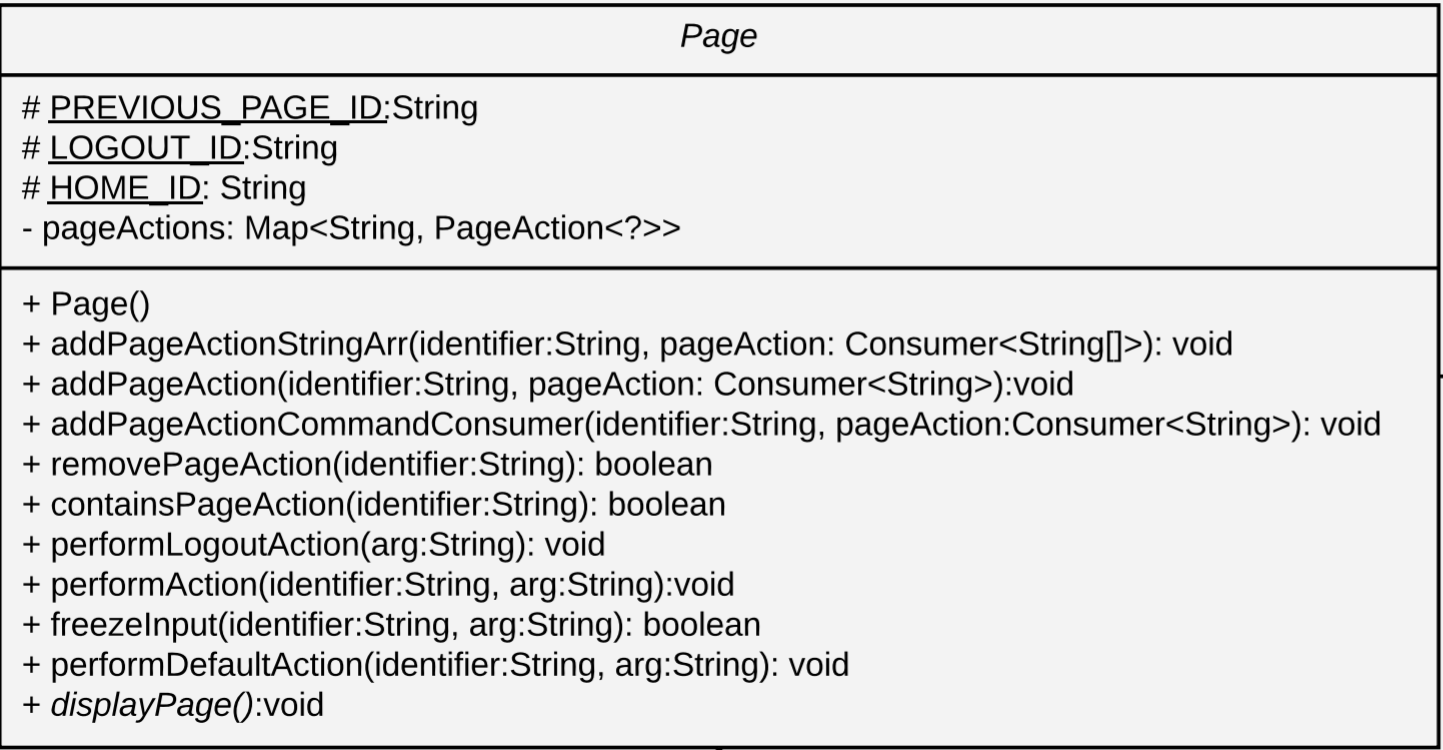 Page
# PREVIOUS_PAGE_ID:String
# LOGOUT_ID:String
# HOME_ID: String
- pageActions: Map<String, PageAction<?>>
+ Page()
+ addPageActionStringArr(identifier:String, pageAction: Consumer<String[]>): void
+ addPageAction(identifier:String, pageAction: Consumer<String>):void
+ addPageActionCommandConsumer(identifier:String, pageAction:Consumer<String>): void
+ removePageAction(identifier:String): boolean
+ containsPageAction(identifier:String): boolean
+ performLogoutAction(arg:String): void
+ performAction(identifier:String, arg:String):void
+ freezeInput(identifier:String, arg:String): boolean
+ performDefaultAction(identifier:String, arg:String): void
+ displayPage():void